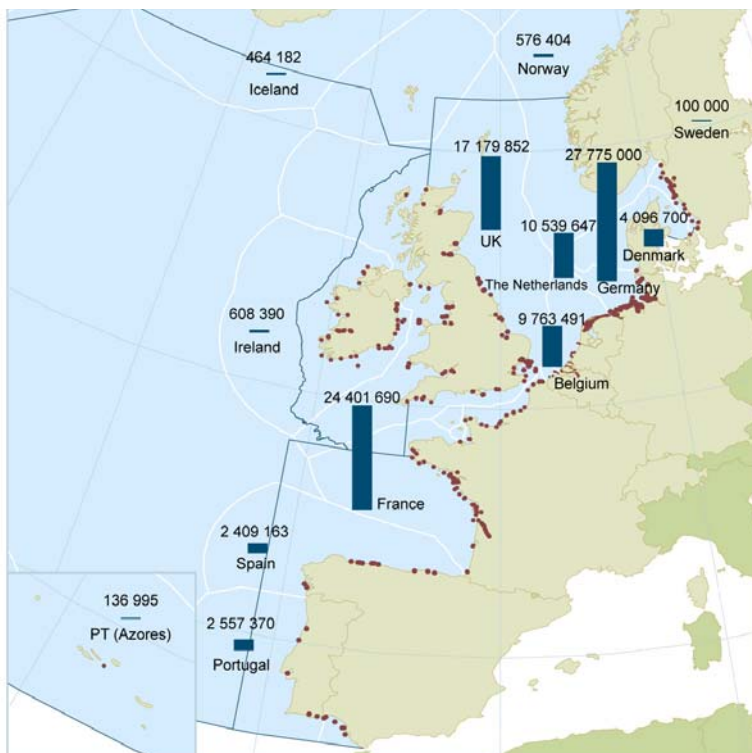 464 182
Iceland
576 404
Norway
100 000
Sweden
17 179 852
UK
27 775 000
Germany
10 539 647
The Netherlands
4 096 700
Denmark
608 390
Ireland
9 763 491
Belgium
24 401 690
France
2 409 163
Spain
136 995
PT (Azores)
2 557 370
Portugal